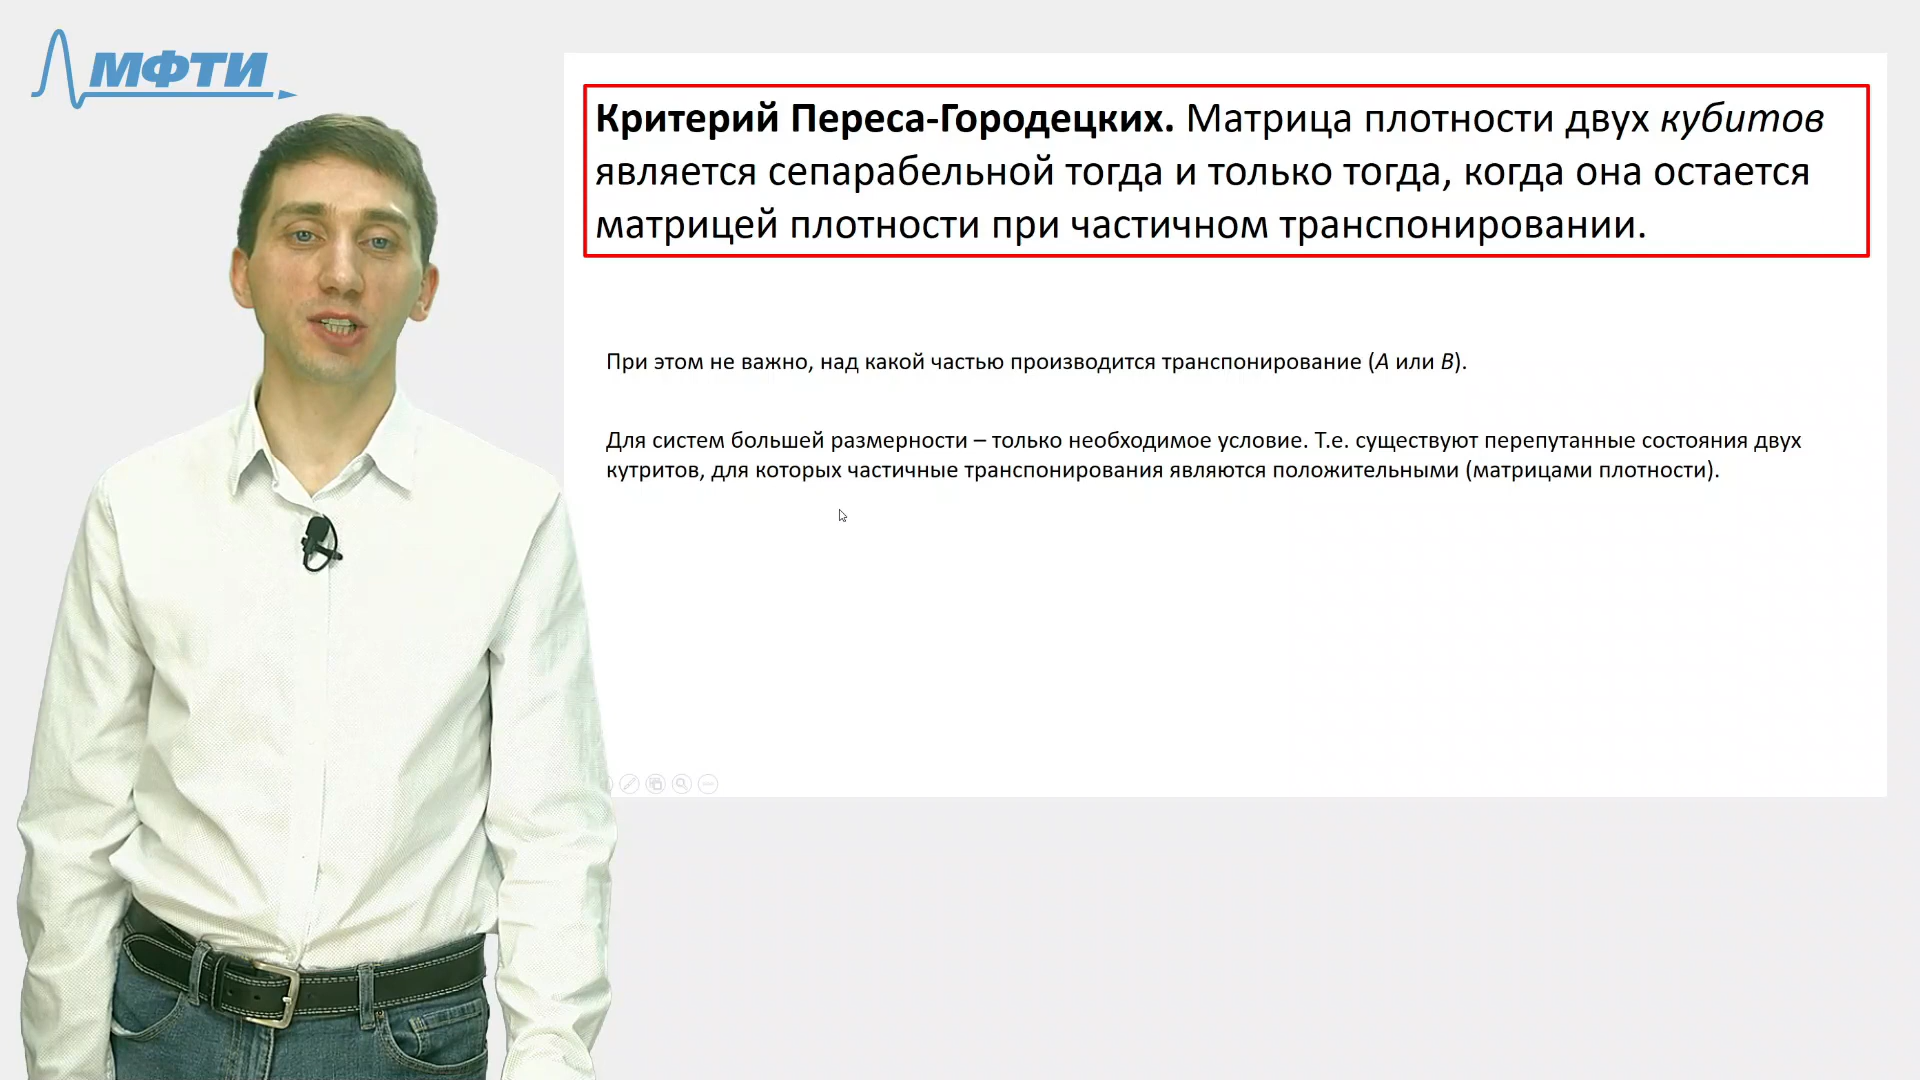 МФТИ
Критерий Переса-Городецких. Матрица плотности двух кубитов
является сепарабельной тогда и только тогда, когда она остается
матрицей плотности при частичном транспонировании.
При этом не важно, над какой частью производится транспонирование (A или B).
Для систем большей размерности – только необходимое условие. Т.е. существуют перепутанные состояния двух
кутритов, для которых частичные транспонирования являются положительными (матрицами плотности).